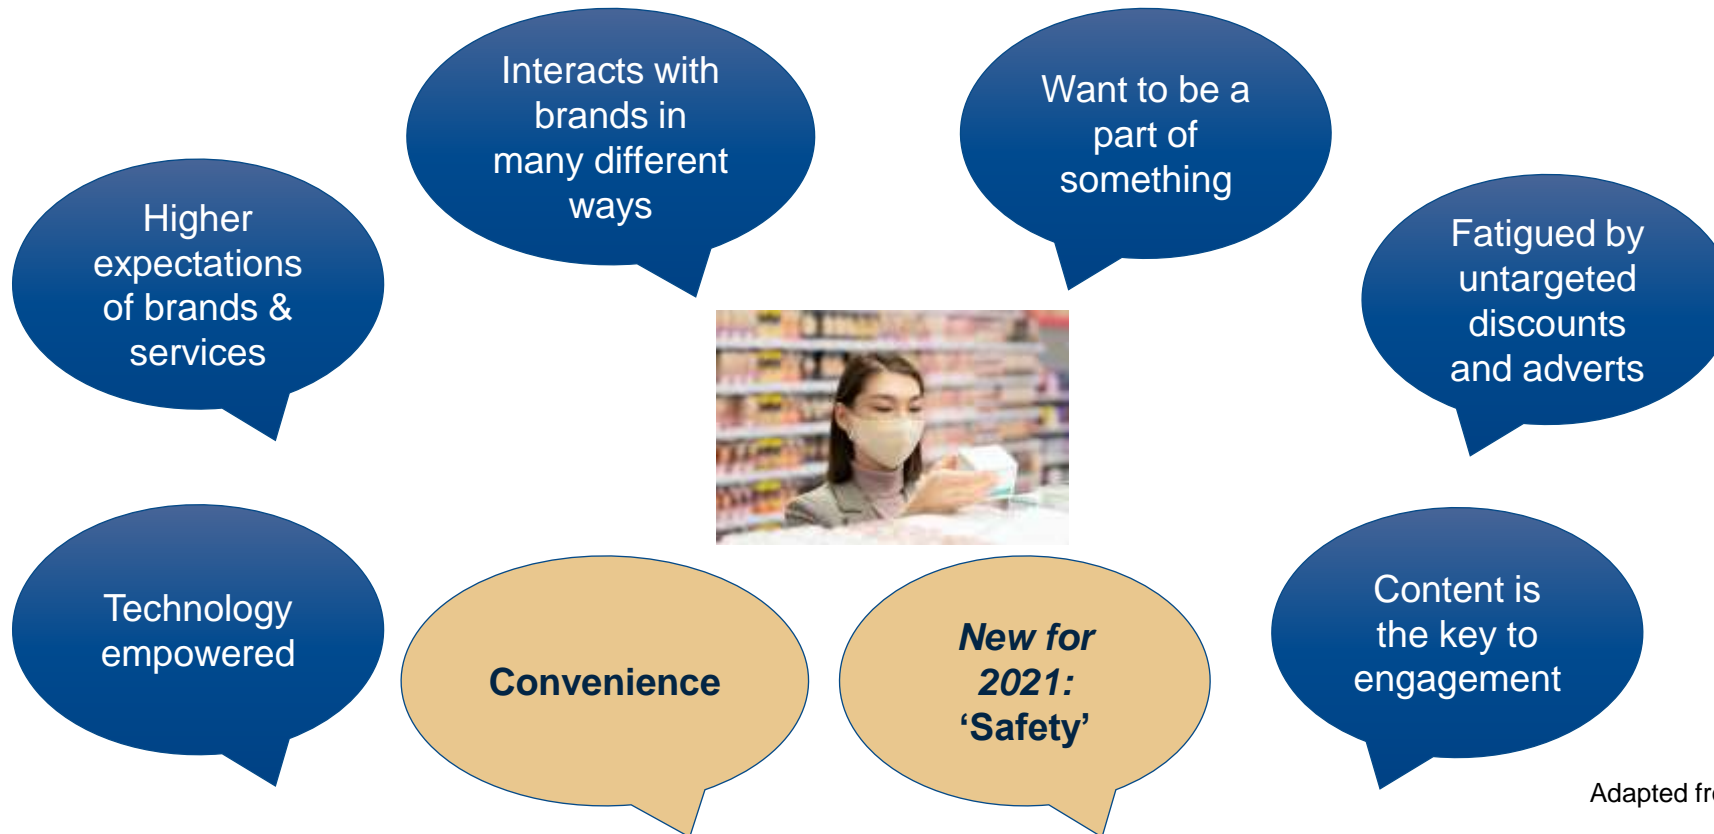 Interacts with
brands in
many different
ways
Want to be a
part of
something
Higher
expectations
of brands &
services
Fatigued by
untargeted
discounts
and adverts
Technology
empowered
Convenience
New for
2021:
‘Safety’
Content is
the key to
engagement
Adapted